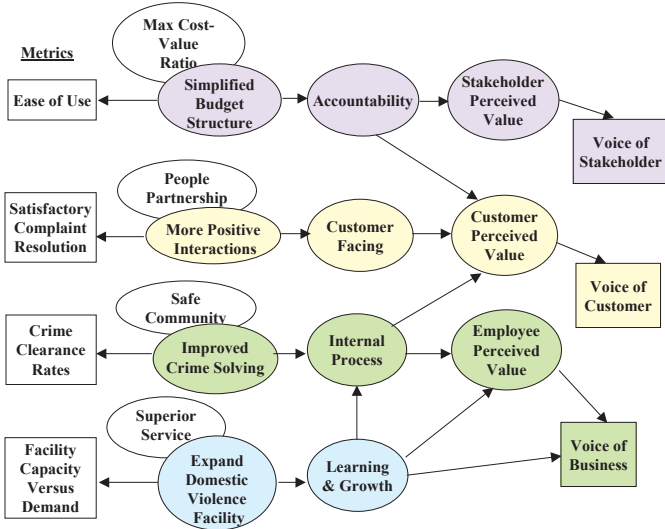 Metrics
Max Cost-
Value
Ratio
Ease of Use
Simplified
Budget
Structure
Accountability
Stakeholder
Perceived
Value
Voice of
Stakeholder
People
Partnership
Satisfactory
Complaint
Resolution
More Positive
Interactions
Customer
Facing
Customer
Perceived
Value
Voice of
Customer
Safe
Community
Crime
Clearance
Rates
Improved
Crime Solving
Internal
Process
Employee
Perceived
Value
Superior
Service
Facility
Capacity
Versus
Demand
Expand
Domestic
Violence
Facility
Learning
& Growth
Voice of
Business